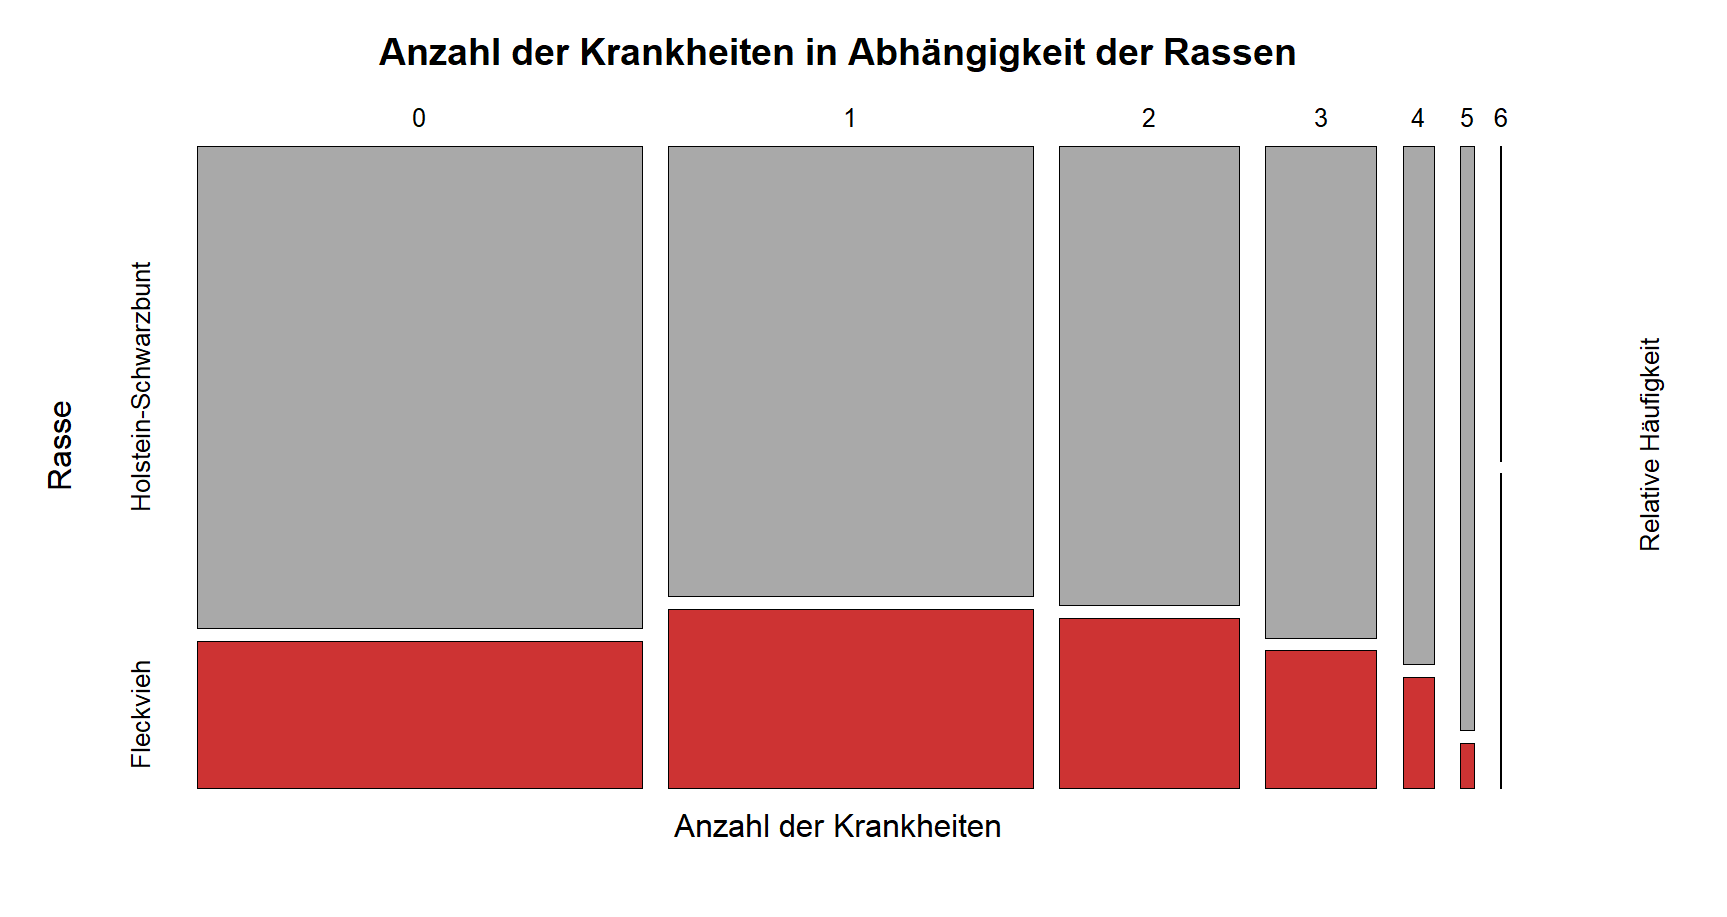 Anzahl der Krankheiten in Abhängigkeit der Rassen
0 1 2 3 4 5 6
Rasse
Holstein-Schwarzbunt
Fleckvieh
Relative Häufigkeit
Anzahl der Krankheiten